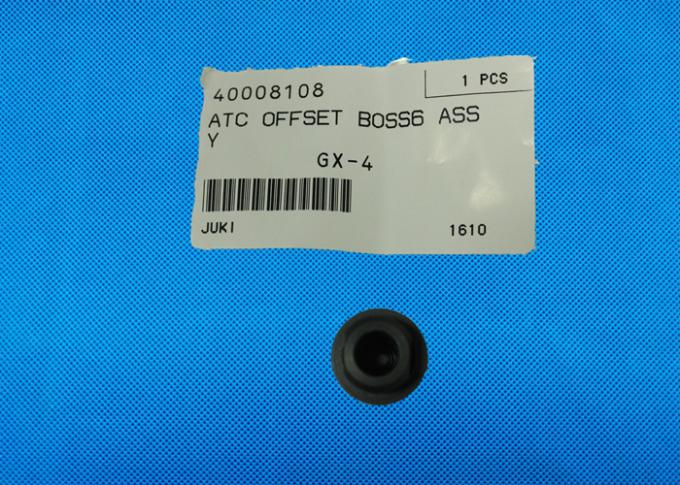 40008108 1 PCS
ATC OFFSET BOSS6 ASS
Y
GX-4
JUKI 1610